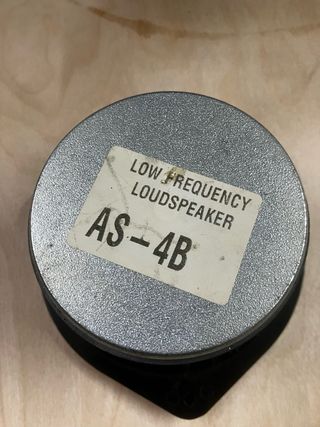 LOW FREQUENCY
LOUDSPEAKER
AS-4B